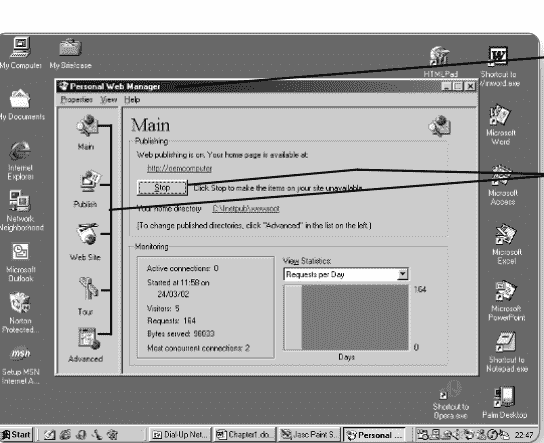 My Computer
My Briefcase
HTMLPad
Shortcut to
Winword.exe
Personal Web Manager
Properties View Help
My Documents
Main
Main
Publishing
Web publishing is on. Your home page is available at:
http://oemcomputer
Microsoft
Word
Internet
Explorer
Stop
Click Stop to make the items on your site unavailable.
Publish
Microsoft
Access
Your home directory C:\Inetpub\wwwroot
[To change published directories, click "Advanced" in the list on the left.]
Network
Neighborhood
Web Site
Monitoring
Microsoft
Excel
Active connections: 0
View Statistics:
Requests per Day
Microsoft
Outlook
Started at 11:58 on
24/03/02
164
Tour
Visitors: 5
Requests: 164
Bytes served: 98033
Most concurrent connections: 2
Microsoft
PowerPoint
Norton
Protected...
0
Days
Advanced
msn
Setup MSN
Internet A...
Shortcut to
Notepad.exe
Shortcut to
Opera.exe
Palm Desktop
Start
Dial-Up Net...
Chapter1.do...
Jasc Paint S...
Personal ...
22:47